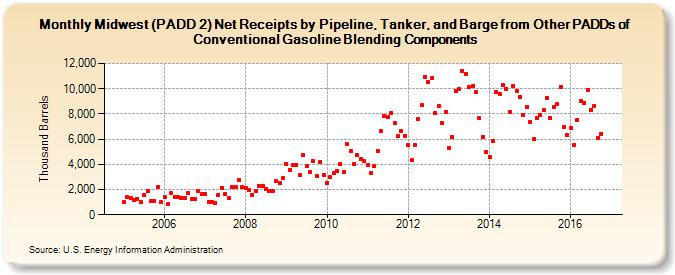 Monthly Midwest (PADD 2) Net Receipts by Pipeline, Tanker, and Barge from Other PADDs of
Conventional Gasoline Blending Components
Thousand Barrels
12,000
10,000
8,000
6,000
4,000
2,000
0
2006 2008 2010 2012 2014 2016
Source: U.S. Energy Information Administration